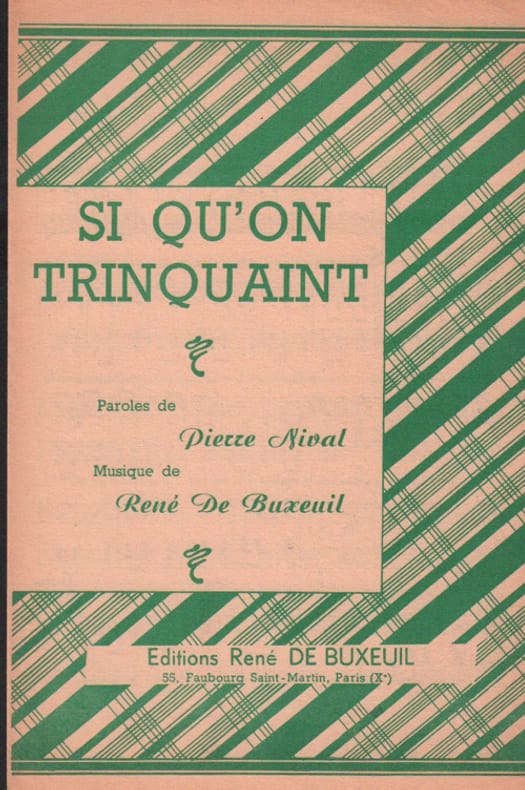 SI QU'ON
TRINQUAINT
Paroles de
Pierre Nival
Musique de
René De Buxeuil
Editions René DE BUXEUIL
55, Faubourg Saint-Martin, Paris (Xᵉ)